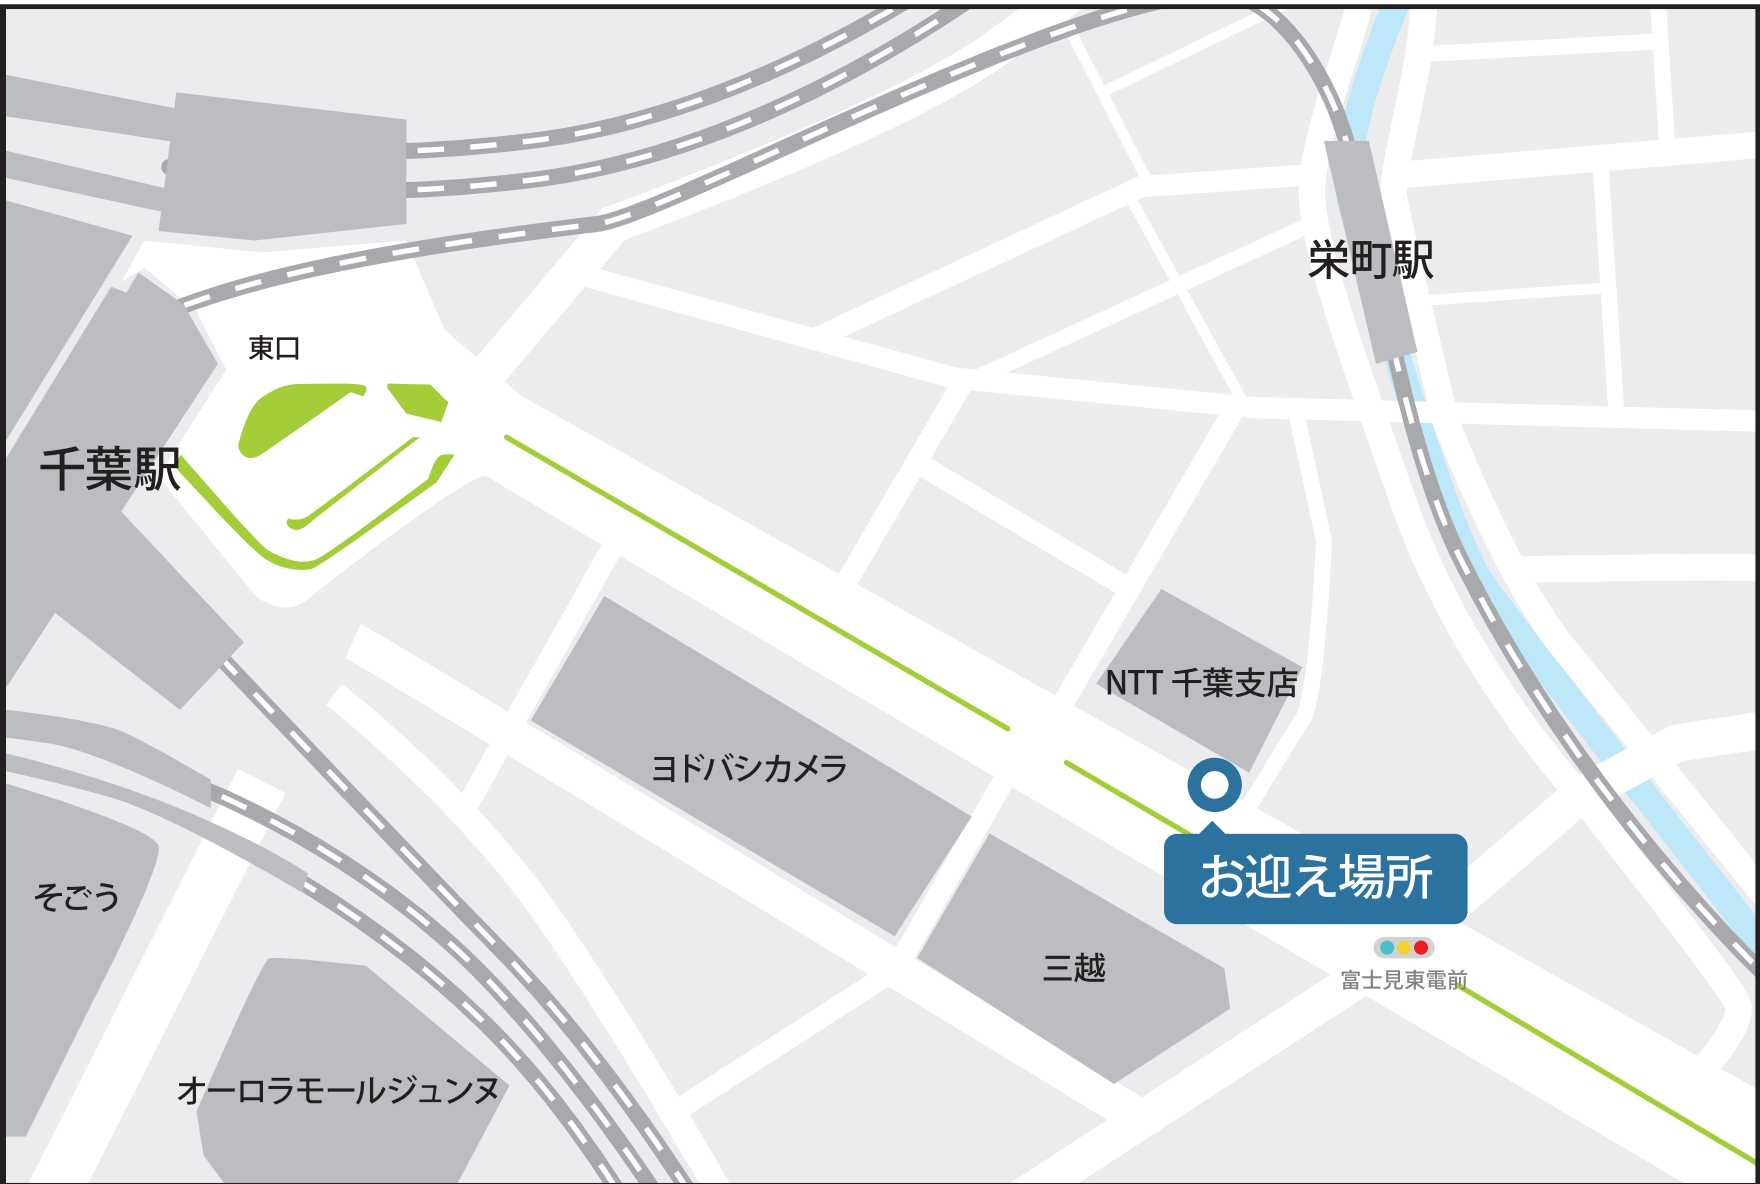 栄町駅
東口
千葉駅
NTT 千葉支店
ヨドバシカメラ
お迎え場所
そごう
三越
富士見東電前
オーロラモールジュンヌ